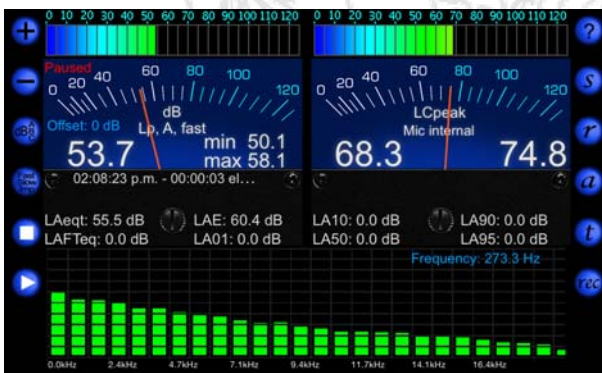 0 10 20 30 40 50 60 70 80 90 100 110 120
0 10 20 30 40 50 60 70 80 90 100 110 120
+
?
Paused
0 20 40 60 80 100 120
0 20 40 60 80 100 120
−
s
dB
LCpeak
dBA
C
Offset: 0 dB
Lp, A, fast
Mic internal
r
53.7
min 50.1
max 58.1
68.3
74.8
Fast
Slow
Imp
02:08:23 p.m. - 00:00:03 el...
a
LAeqt: 55.5 dB
LAE: 60.4 dB
LA10: 0.0 dB
LA90: 0.0 dB
t
LAFTeq: 0.0 dB
LA01: 0.0 dB
LA50: 0.0 dB
LA95: 0.0 dB
Frequency: 273.3 Hz
rec
0.0kHz 2.4kHz 4.7kHz 7.1kHz 9.4kHz 11.7kHz 14.1kHz 16.4kHz